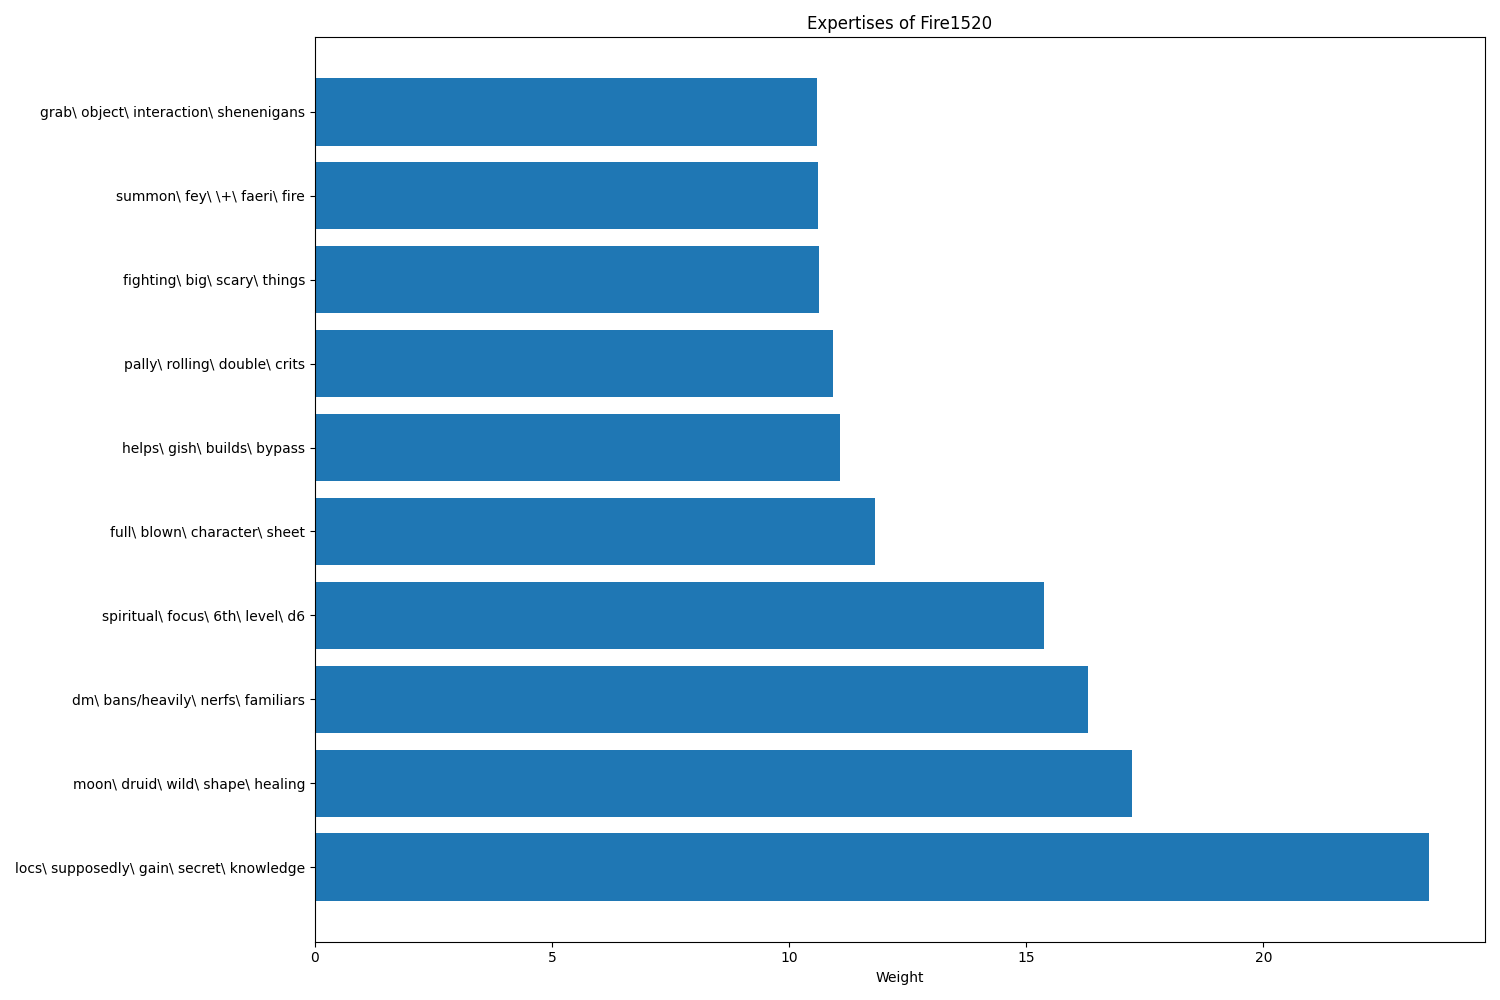 Expertises of Fire1520
grab\ object\ interaction\ shenenigans
summon\ fey\ \+\ faeri\ fire
fighting\ big\ scary\ things
pally\ rolling\ double\ crits
helps\ gish\ builds\ bypass
full\ blown\ character\ sheet
spiritual\ focus\ 6th\ level\ d6
dm\ bans/heavily\ nerfs\ familiars
moon\ druid\ wild\ shape\ healing
locs\ supposedly\ gain\ secret\ knowledge
0 5 10 15 20
Weight